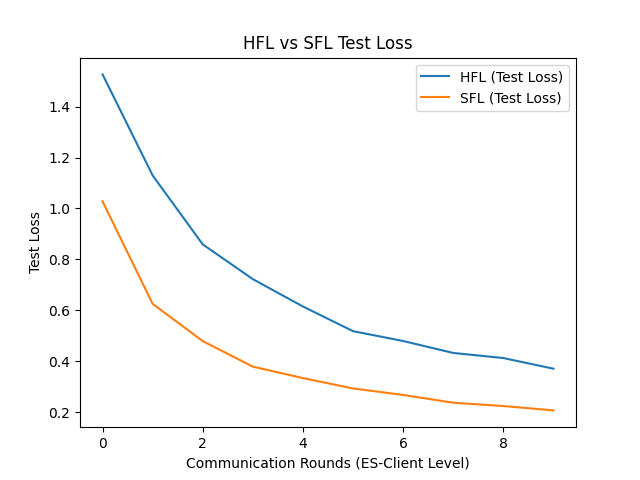 HFL vs SFL Test Loss
HFL (Test Loss)
SFL (Test Loss)
Test Loss
1.4
1.2
1.0
0.8
0.6
0.4
0.2
0 2 4 6 8
Communication Rounds (ES-Client Level)